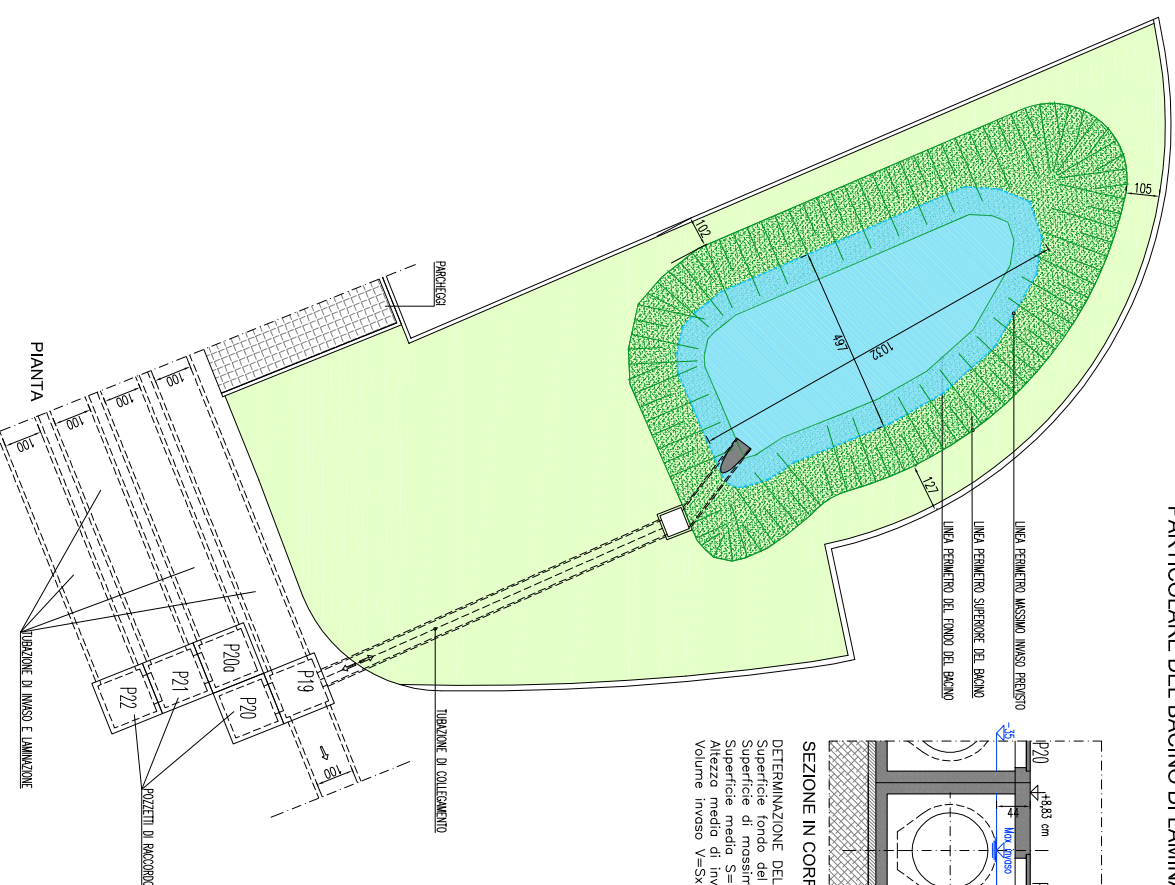 PARTICOLARE DEL BACINO DI LAMINA
105
102
497
1032
127
LINEA PERIMETRO MASSIMO INVASO PREVISTO
LINEA PERIMETRO SUPERIORE DEL BACINO
LINEA PERIMETRO DEL FONDO DEL BACINO
PARCHEGGI
PIANTA
100
100
100
100
100
P19
P20a
P20
P21
P22
TUBAZIONE DI COLLEGAMENTO
TUBAZIONE DI INVASO E LAMINAZIONE
POZZETTI DI RACCORDO
P20
+8,83 cm
-35
44
Max invaso
SEZIONE IN CORR
DETERMINAZIONE DEL
Superficie fondo del
Superficie di massim
Superficie media S=
Altezza media di inv
Volume invaso V=Sx